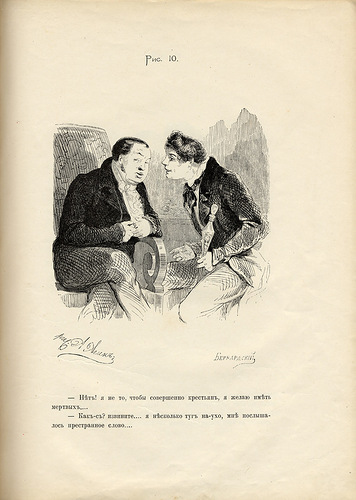 Рис. 10.
Бернардскій
— Нѣтъ! я не то, чтобы совершенно крестьянъ, я желаю имѣть
мертвыхъ....
— Какъ-съ? извините.... я нѣсколько тугъ на-ухо, мнѣ послыша-
лось престранное слово....